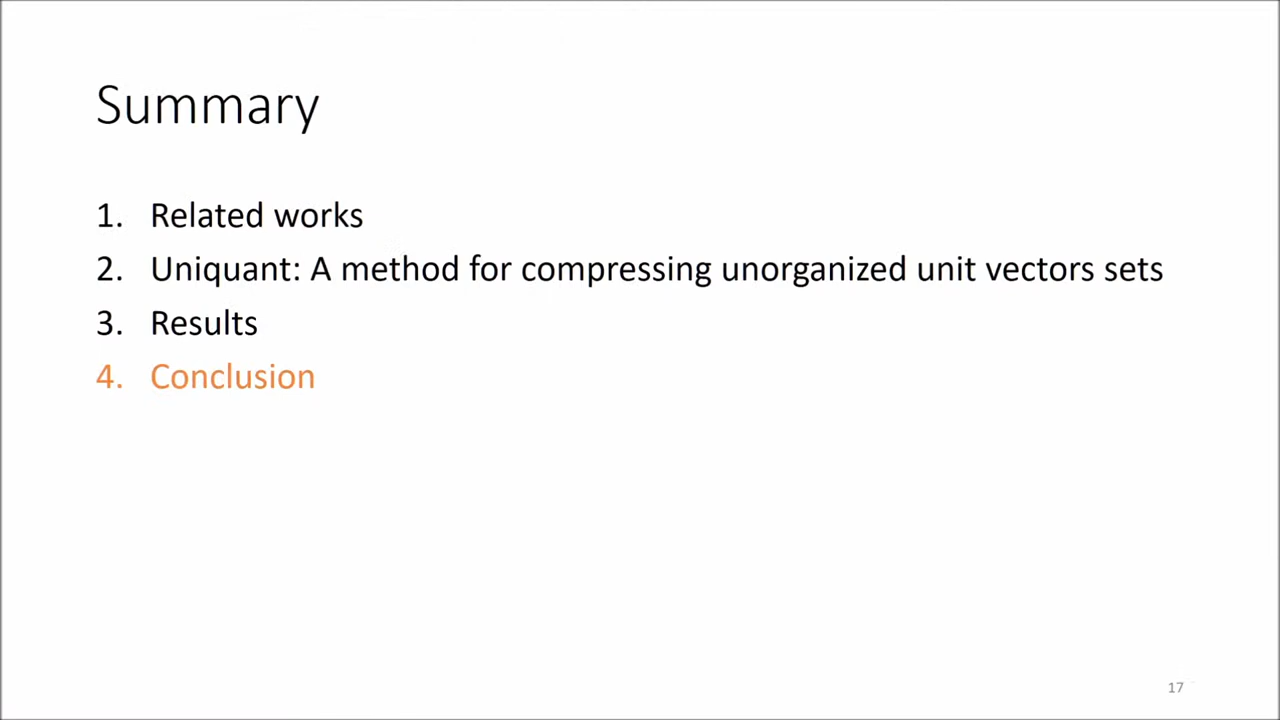 Summary
1. Related works
2. Uniquant: A method for compressing unorganized unit vectors sets
3. Results
4. Conclusion
17